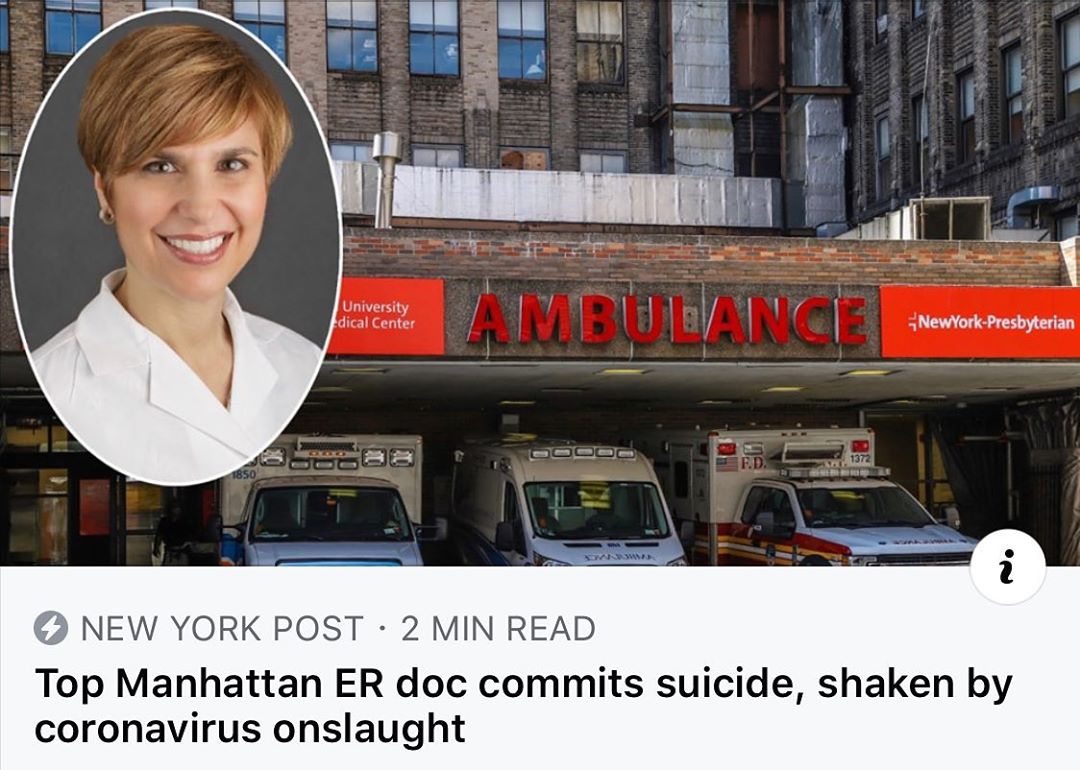 University
edical Center
AMBULANCE
NewYork-Presbyterian
1850
F.D.
1372
NEW YORK POST · 2 MIN READ
Top Manhattan ER doc commits suicide, shaken by
coronavirus onslaught